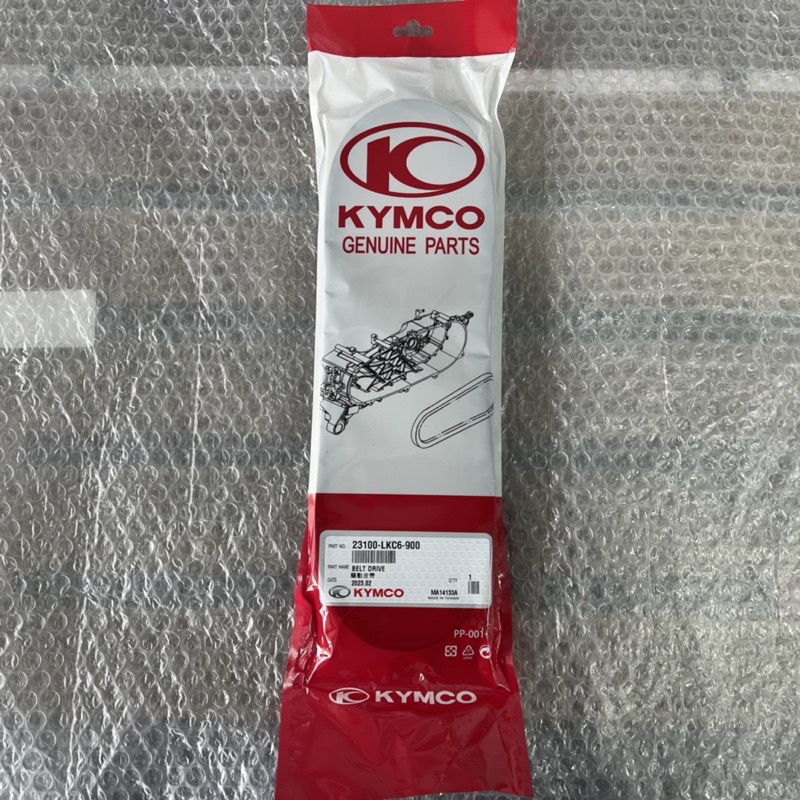 KYMCO
GENUINE PARTS
PART NO. 23100-LKC6-900
PART NAME BELT DRIVE
驅動皮帶
DATE 2023.02
Q'TY 1
KYMCO
MA14133A
MADE IN TAIWAN
PP-001
KYMCO